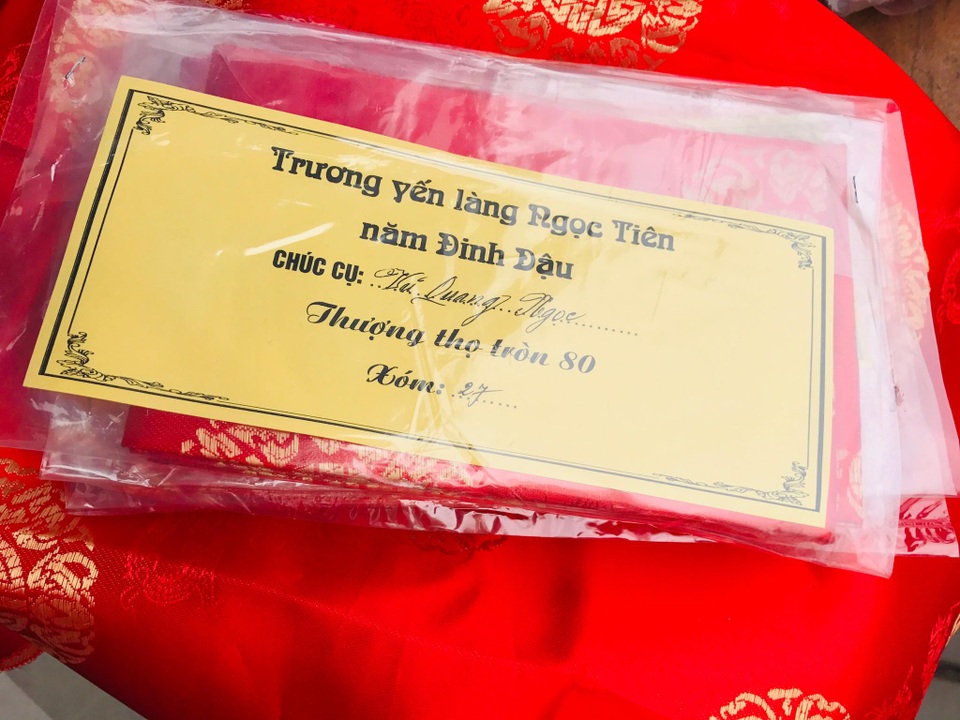 Trương yến làng Ngọc Tiên
năm Đinh Dậu
CHÚC CỤ: ..Vũ Quang..Ngọc..........
Thượng thọ tròn 80
Xóm: .27.....